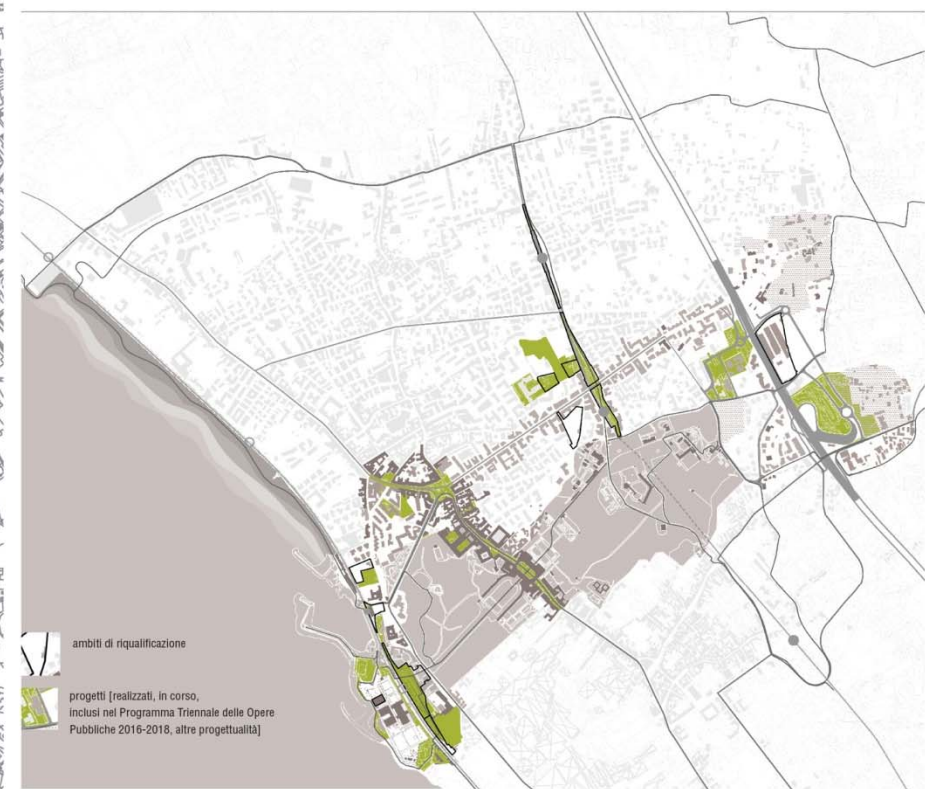 ambiti di riqualificazione
progetti [realizzati, in corso,
inclusi nel Programma Triennale delle Opere
Pubbliche 2016-2018, altre progettualità]